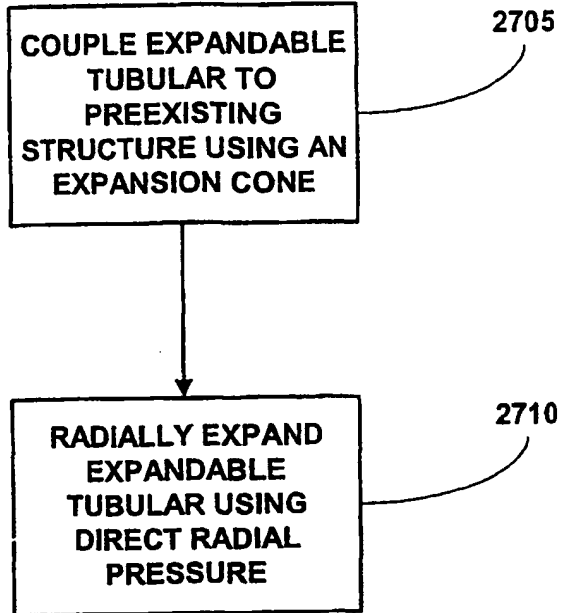 2705
COUPLE EXPANDABLE
TUBULAR TO
PREEXISTING
STRUCTURE USING AN
EXPANSION CONE
2710
RADIALLY EXPAND
EXPANDABLE
TUBULAR USING
DIRECT RADIAL
PRESSURE